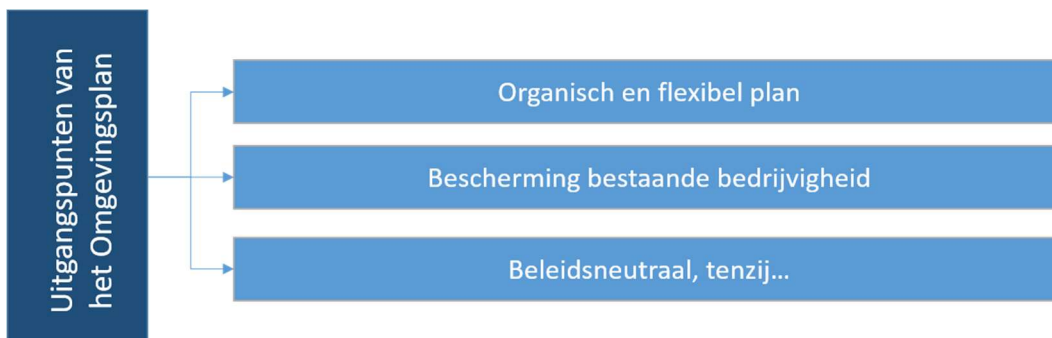 Uitgangspunten van
het Omgevingsplan
Organisch en flexibel plan
Bescherming bestaande bedrijvigheid
Beleidsneutraal, tenzij...